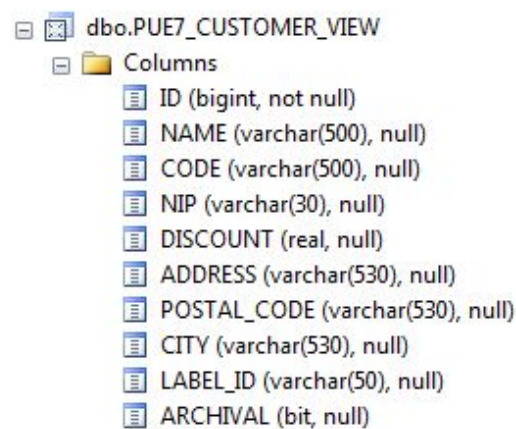 dbo.PUE7_CUSTOMER_VIEW
Columns
ID (bigint, not null)
NAME (varchar(500), null)
CODE (varchar(500), null)
NIP (varchar(30), null)
DISCOUNT (real, null)
ADDRESS (varchar(530), null)
POSTAL_CODE (varchar(530), null)
CITY (varchar(530), null)
LABEL_ID (varchar(50), null)
ARCHIVAL (bit, null)